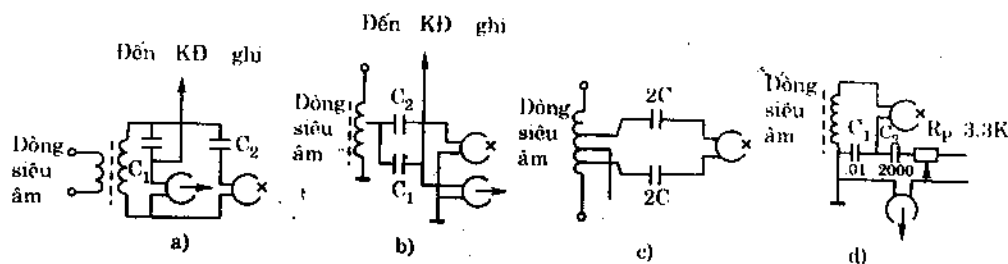 Đến KĐ ghi
Dòng
siêu
âm
C₁
C₂
a)
Đến KĐ ghi
Dòng
siêu
âm
C₂
C₁
b)
Dòng
siêu
âm
2C
2C
c)
Dòng
siêu
âm
C₁
C₂
Rp 3.3K
.01
2000
d)